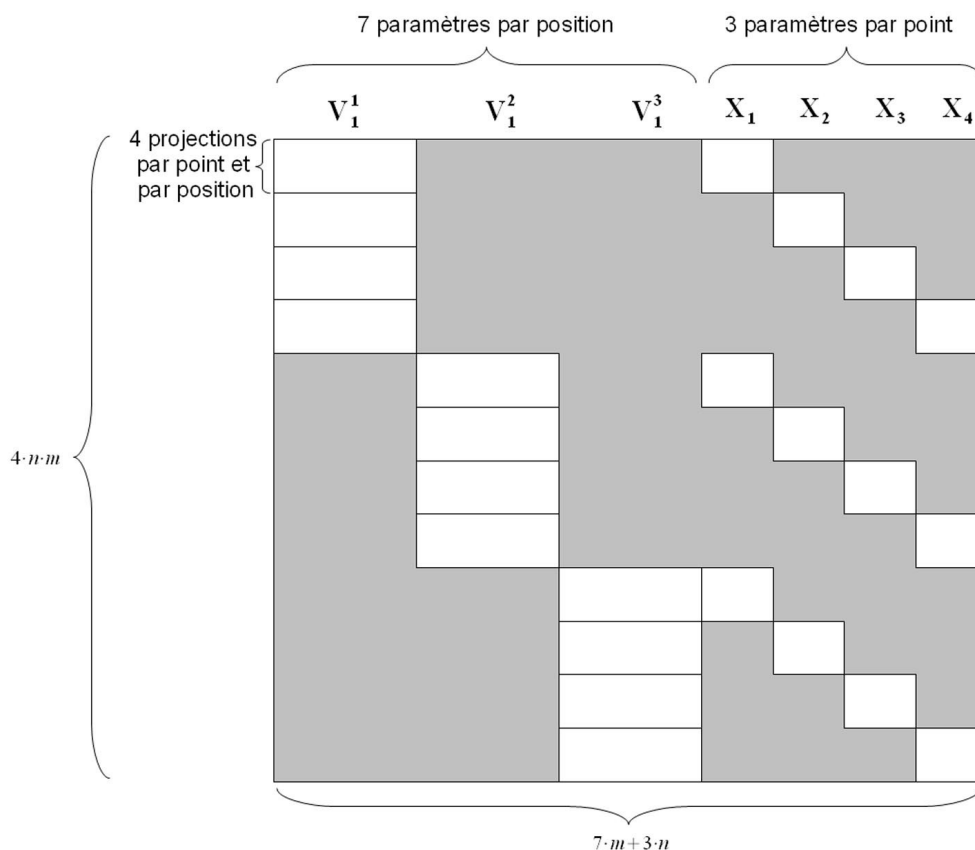 7 paramètres par position
3 paramètres par point
V₁¹ V₁² V₁³ X₁ X₂ X₃ X₄
4 projections
par point et
par position
4·n·m
7·m+3·n